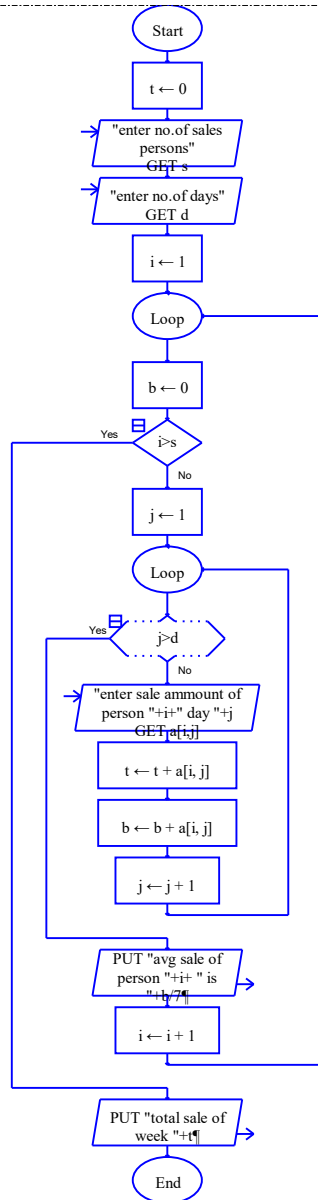 Start
t ← 0
"enter no.of sales
persons"
GET s
"enter no.of days"
GET d
i ← 1
Loop
b ← 0
Yes
i>s
No
j ← 1
Loop
Yes
j>d
No
"enter sale ammount of
person "+i+" day "+j
GET a[i,j]
t ← t + a[i, j]
b ← b + a[i, j]
j ← j + 1
PUT "avg sale of
person "+i+ " is
"+b/7¶
i ← i + 1
PUT "total sale of
week "+t¶
End